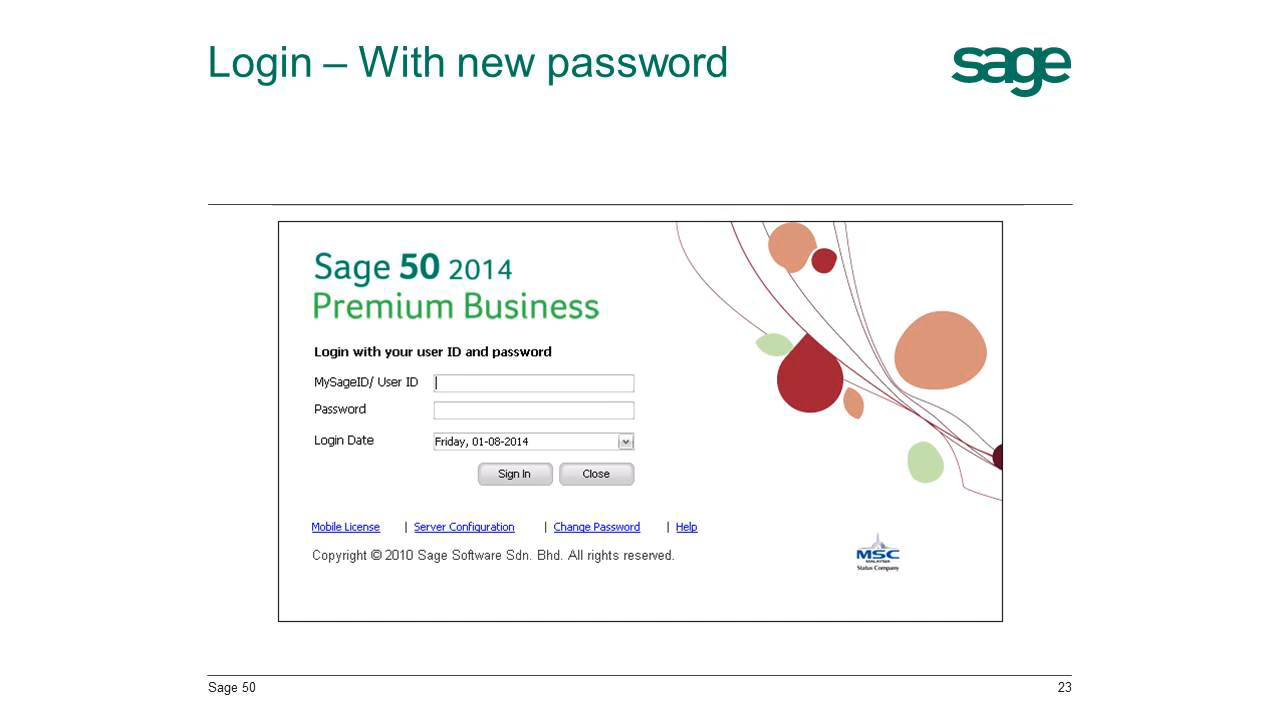 Login – With new password
sage
Sage 50 2014
Premium Business
Login with your user ID and password
MySageID/ User ID
Password
Login Date Friday, 01-08-2014
Sign In Close
Mobile License | Server Configuration | Change Password | Help
Copyright © 2010 Sage Software Sdn. Bhd. All rights reserved.
MSC
MALAYSIA
Status Company
Sage 50 23